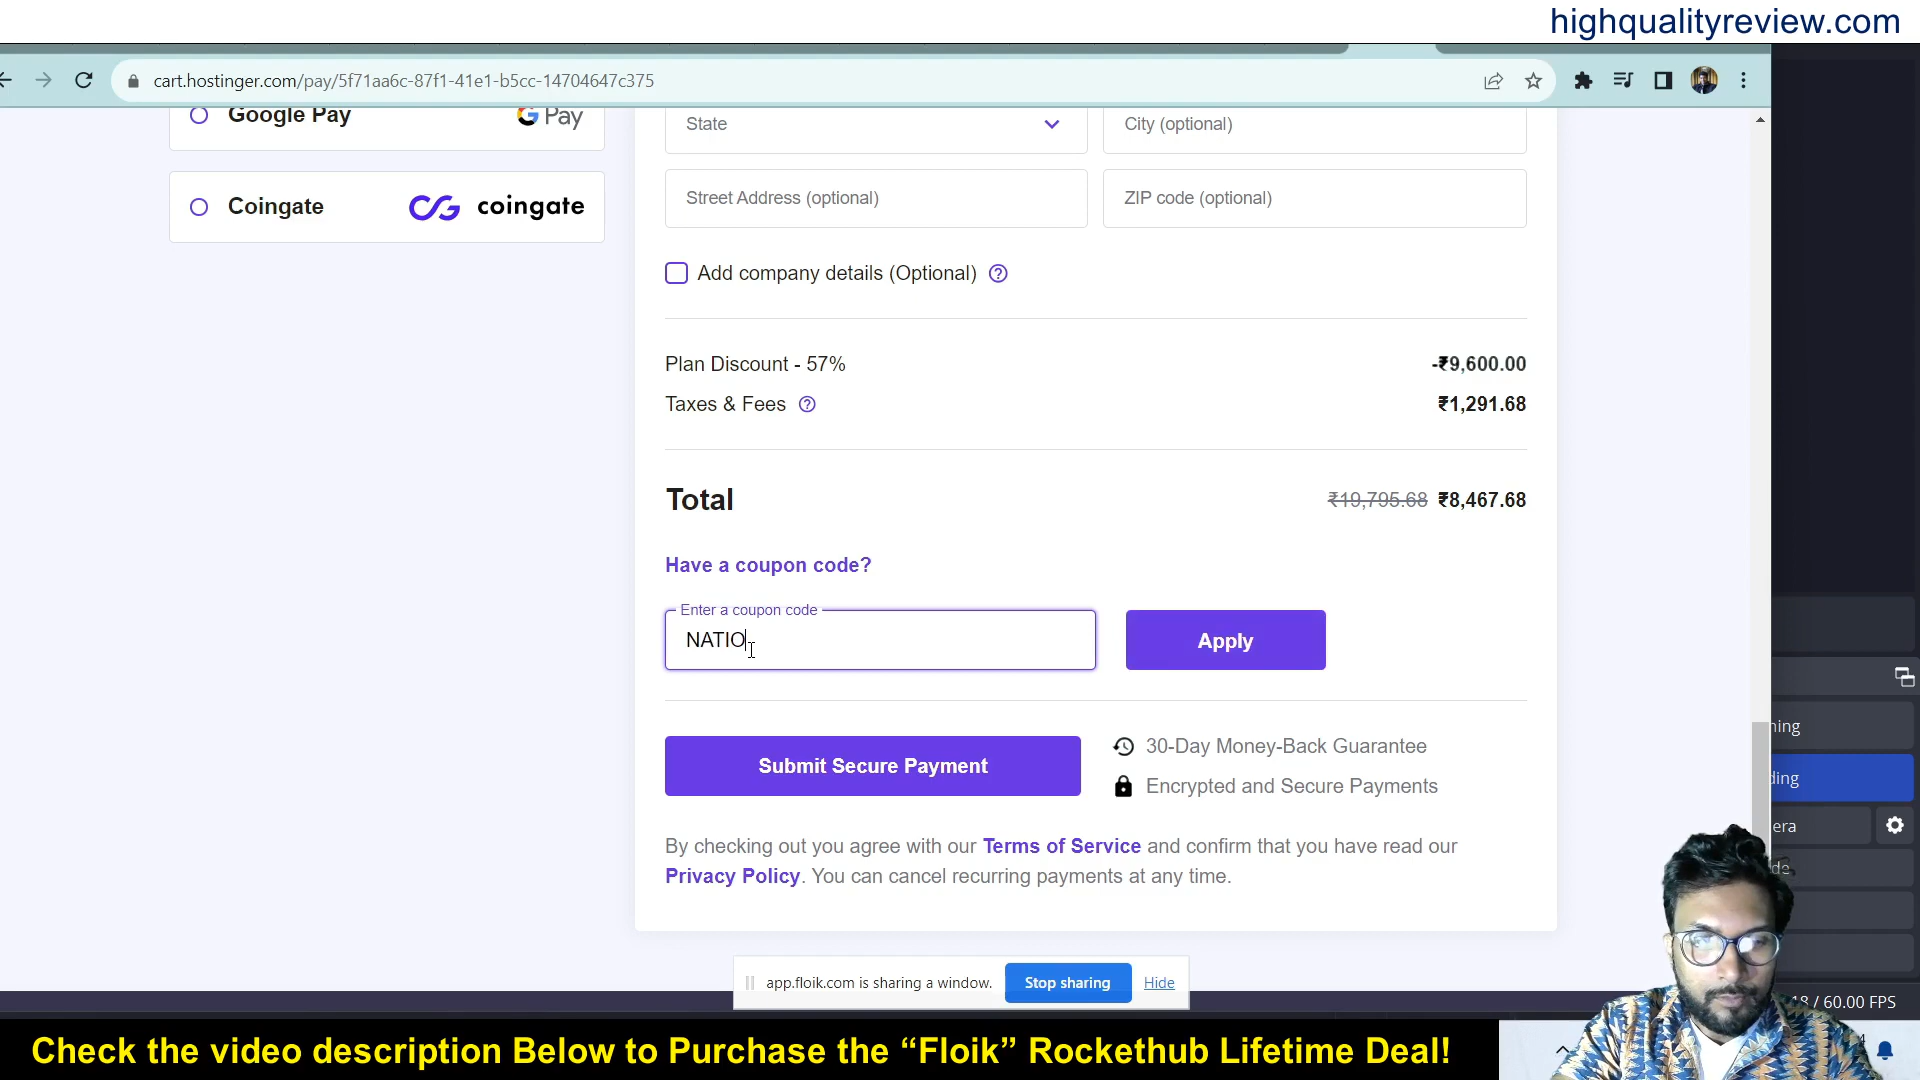 highqualityreview.com
cart.hostinger.com/pay/5f71aa6c-87f1-41e1-b5cc-14704647c375
Google Pay
G Pay
Coingate
coingate
State
City (optional)
Street Address (optional)
ZIP code (optional)
Add company details (Optional)
Plan Discount - 57%
-₹9,600.00
Taxes & Fees
₹1,291.68
Total
₹19,795.68 ₹8,467.68
Have a coupon code?
Enter a coupon code
NATIO
Apply
Submit Secure Payment
30-Day Money-Back Guarantee
Encrypted and Secure Payments
By checking out you agree with our Terms of Service and confirm that you have read our
Privacy Policy. You can cancel recurring payments at any time.
app.floik.com is sharing a window.
Stop sharing
Hide
/ 60.00 FPS
Check the video description Below to Purchase the “Floik” Rockethub Lifetime Deal!